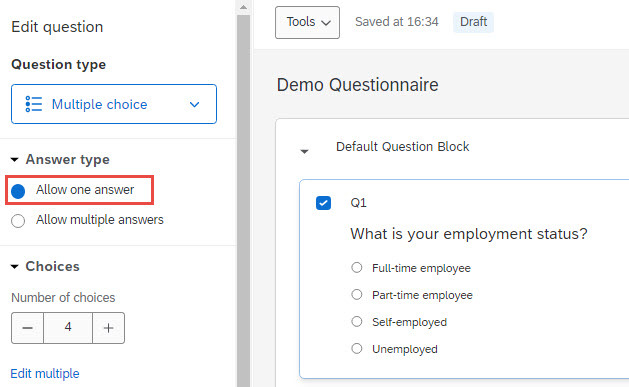 Edit question
Question type
Multiple choice
Answer type
Allow one answer
Allow multiple answers
Choices
Number of choices
4
Edit multiple
Tools
Saved at 16:34
Draft
Demo Questionnaire
Default Question Block
Q1
What is your employment status?
Full-time employee
Part-time employee
Self-employed
Unemployed